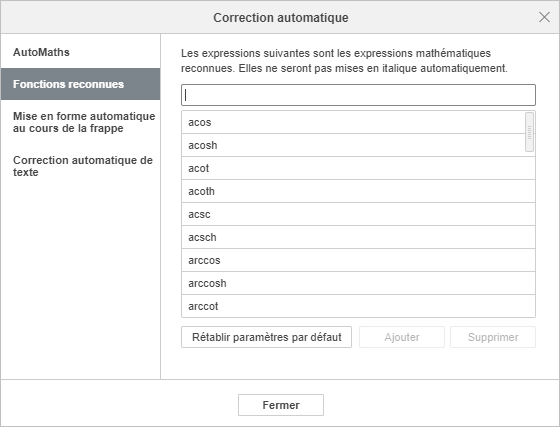 Correction automatique
AutoMaths
Fonctions reconnues
Mise en forme automatique
au cours de la frappe
Correction automatique de
texte
Les expressions suivantes sont les expressions mathématiques
reconnues. Elles ne seront pas mises en italique automatiquement.
acos
acosh
acot
acoth
acsc
acsch
arccos
arccosh
arccot
Rétablir paramètres par défaut
Ajouter
Supprimer
Fermer